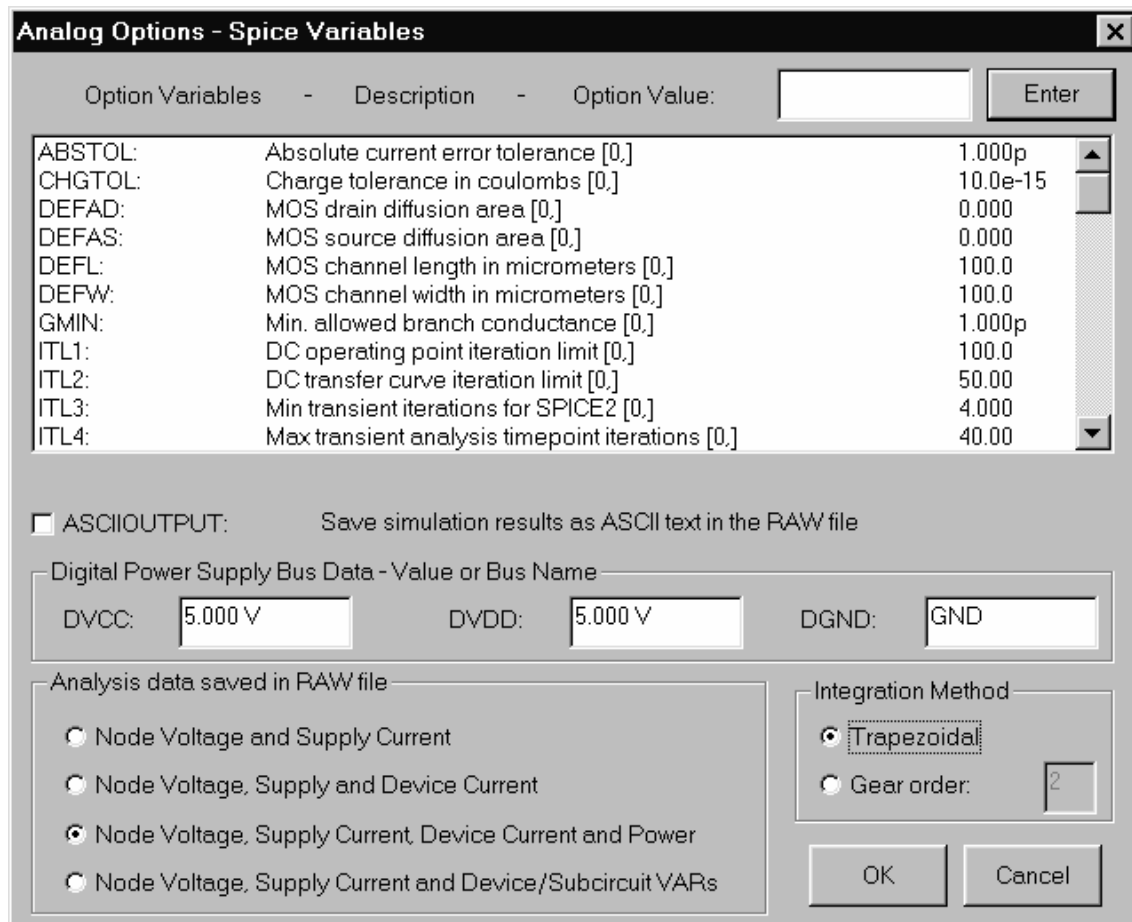 Analog Options - Spice Variables
Option Variables - Description - Option Value: Enter
ABSTOL: Absolute current error tolerance [0,] 1.000p
CHGTOL: Charge tolerance in coulombs [0,] 10.0e-15
DEFAD: MOS drain diffusion area [0,] 0.000
DEFAS: MOS source diffusion area [0,] 0.000
DEFL: MOS channel length in micrometers [0,] 100.0
DEFW: MOS channel width in micrometers [0,] 100.0
GMIN: Min. allowed branch conductance [0,] 1.000p
ITL1: DC operating point iteration limit [0,] 100.0
ITL2: DC transfer curve iteration limit [0,] 50.00
ITL3: Min transient iterations for SPICE2 [0,] 4.000
ITL4: Max transient analysis timepoint iterations [0,] 40.00
ASCIIOUTPUT: Save simulation results as ASCII text in the RAW file
Digital Power Supply Bus Data - Value or Bus Name
DVCC: 5.000 V DVDD: 5.000 V DGND: GND
Analysis data saved in RAW file
Node Voltage and Supply Current
Node Voltage, Supply and Device Current
Node Voltage, Supply Current, Device Current and Power
Node Voltage, Supply Current and Device/Subcircuit VARs
Integration Method
Trapezoidal
Gear order: 2
OK Cancel